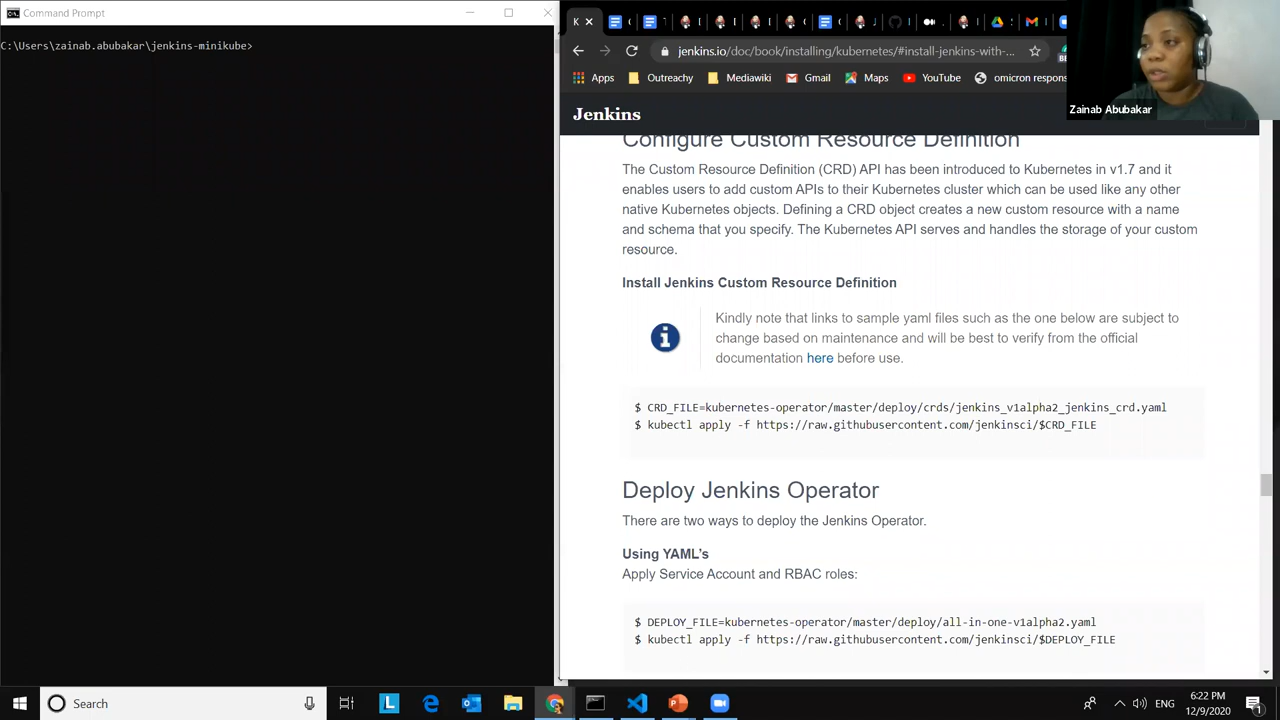 Command Prompt
C:\Users\zainab.abubakar\jenkins-minikube>
jenkins.io/doc/book/installing/kubernetes/#install-jenkins-with-...
Apps
Outreachy
Mediawiki
Gmail
Maps
YouTube
omicron respons
Zainab Abubakar
Jenkins
Configure Custom Resource Definition
The Custom Resource Definition (CRD) API has been introduced to Kubernetes in v1.7 and it
enables users to add custom APIs to their Kubernetes cluster which can be used like any other
native Kubernetes objects. Defining a CRD object creates a new custom resource with a name
and schema that you specify. The Kubernetes API serves and handles the storage of your custom
resource.
Install Jenkins Custom Resource Definition
Kindly note that links to sample yaml files such as the one below are subject to
change based on maintenance and will be best to verify from the official
documentation here before use.
$ CRD_FILE=kubernetes-operator/master/deploy/crds/jenkins_v1alpha2_jenkins_crd.yaml
$ kubectl apply -f https://raw.githubusercontent.com/jenkinsci/$CRD_FILE
Deploy Jenkins Operator
There are two ways to deploy the Jenkins Operator.
Using YAML's
Apply Service Account and RBAC roles:
$ DEPLOY_FILE=kubernetes-operator/master/deploy/all-in-one-v1alpha2.yaml
$ kubectl apply -f https://raw.githubusercontent.com/jenkinsci/$DEPLOY_FILE
Search
ENG
6:22 PM
12/9/2020
1